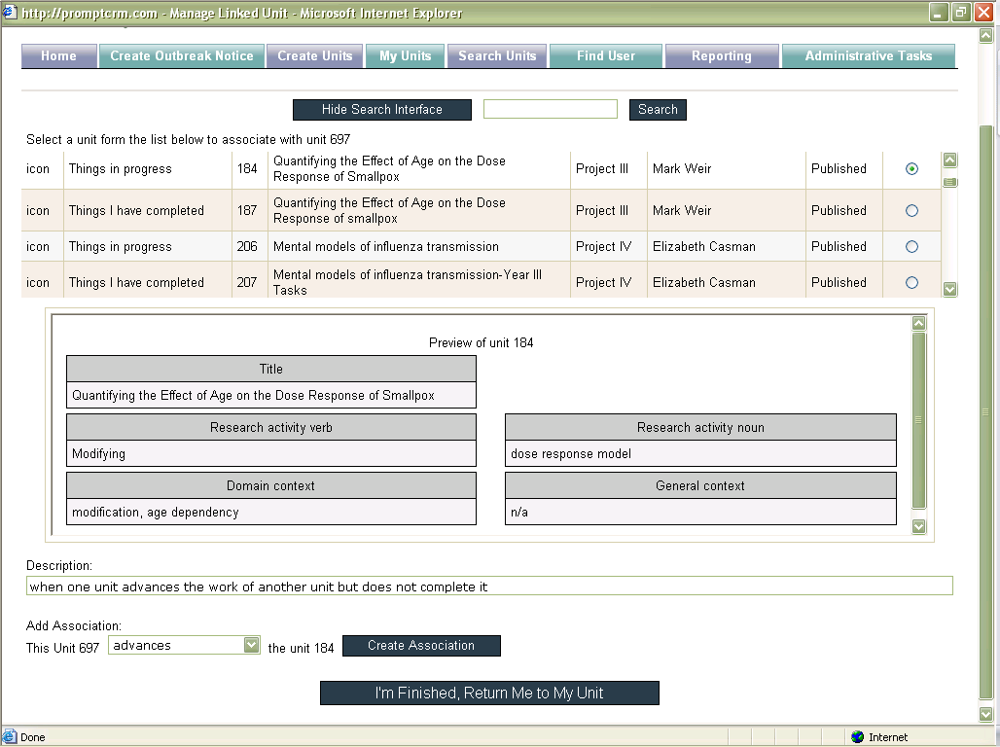 http://promptcrm.com - Manage Linked Unit - Microsoft Internet Explorer
Home Create Outbreak Notice Create Units My Units Search Units Find User Reporting Administrative Tasks
Hide Search Interface Search
Select a unit form the list below to associate with unit 697
icon Things in progress 184 Quantifying the Effect of Age on the Dose Response of Smallpox Project III Mark Weir Published
icon Things I have completed 187 Quantifying the Effect of Age on the Dose Response of smallpox Project III Mark Weir Published
icon Things in progress 206 Mental models of influenza transmission Project IV Elizabeth Casman Published
icon Things I have completed 207 Mental models of influenza transmission-Year III Tasks Project IV Elizabeth Casman Published
Preview of unit 184
Title
Quantifying the Effect of Age on the Dose Response of Smallpox
Research activity verb Research activity noun
Modifying dose response model
Domain context General context
modification, age dependency n/a
Description:
when one unit advances the work of another unit but does not complete it
Add Association:
This Unit 697 advances the unit 184 Create Association
I'm Finished, Return Me to My Unit
Done Internet